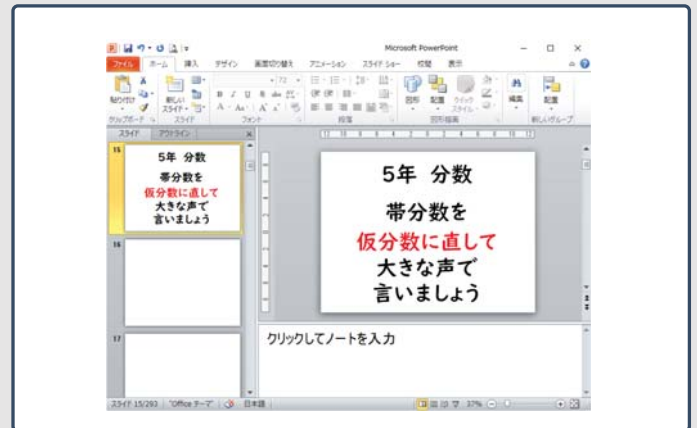 Microsoft PowerPoint
ファイル ホーム 挿入 デザイン 画面切り替え アニメーション スライド ショー 校閲 表示
貼り付け 新しい スライド 図形 配置 クイック スタイル 編集 配置
クリップボード スライド フォント 段落 図形描画 新しいグループ
スライド アウトライン
15
5年 分数
帯分数を
仮分数に直して
大きな声で
言いましょう
16
17
5年 分数
帯分数を
仮分数に直して
大きな声で
言いましょう
クリックしてノートを入力
スライド 15/293 "Office テーマ" 日本語 37%